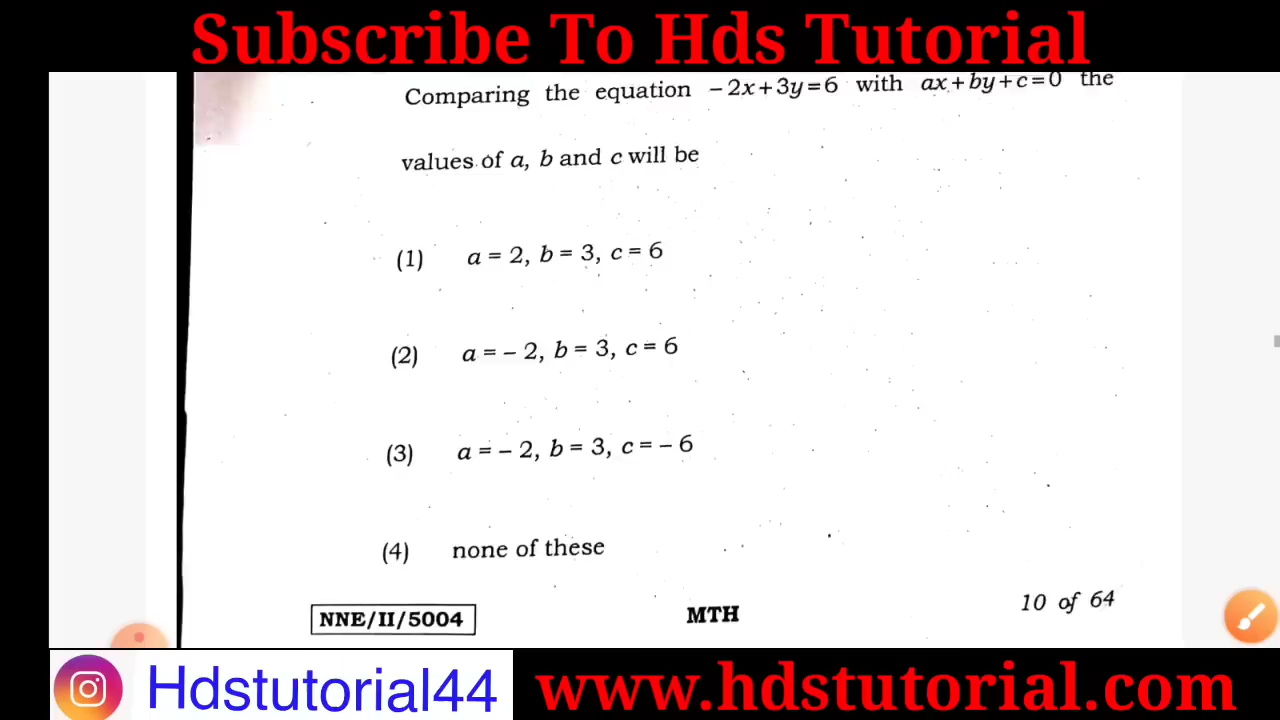 Subscribe To Hds Tutorial
Comparing the equation −2x+3y=6 with ax+by+c=0 the
values of a, b and c will be
(1) a = 2, b = 3, c = 6
(2) a = − 2, b = 3, c = 6
(3) a = − 2, b = 3, c = − 6
(4) none of these
NNE/II/5004 MTH 10 of 64
Hdstutorial44 www.hdstutorial.com